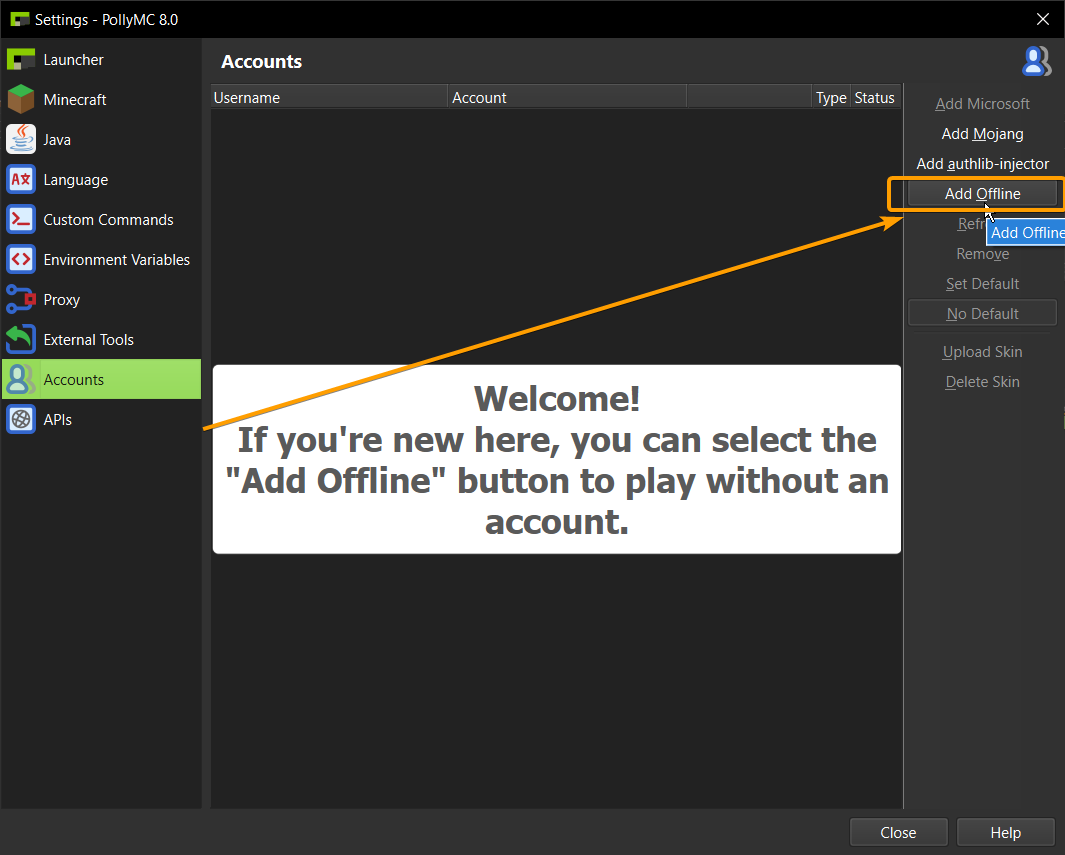 Settings - PollyMC 8.0
Launcher
Minecraft
Java
Language
Custom Commands
Environment Variables
Proxy
External Tools
Accounts
APIs
Accounts
Username Account Type Status
Welcome!
If you're new here, you can select the
"Add Offline" button to play without an
account.
Add Microsoft
Add Mojang
Add authlib-injector
Add Offline
Add Offline
Remove
Set Default
No Default
Upload Skin
Delete Skin
Close Help